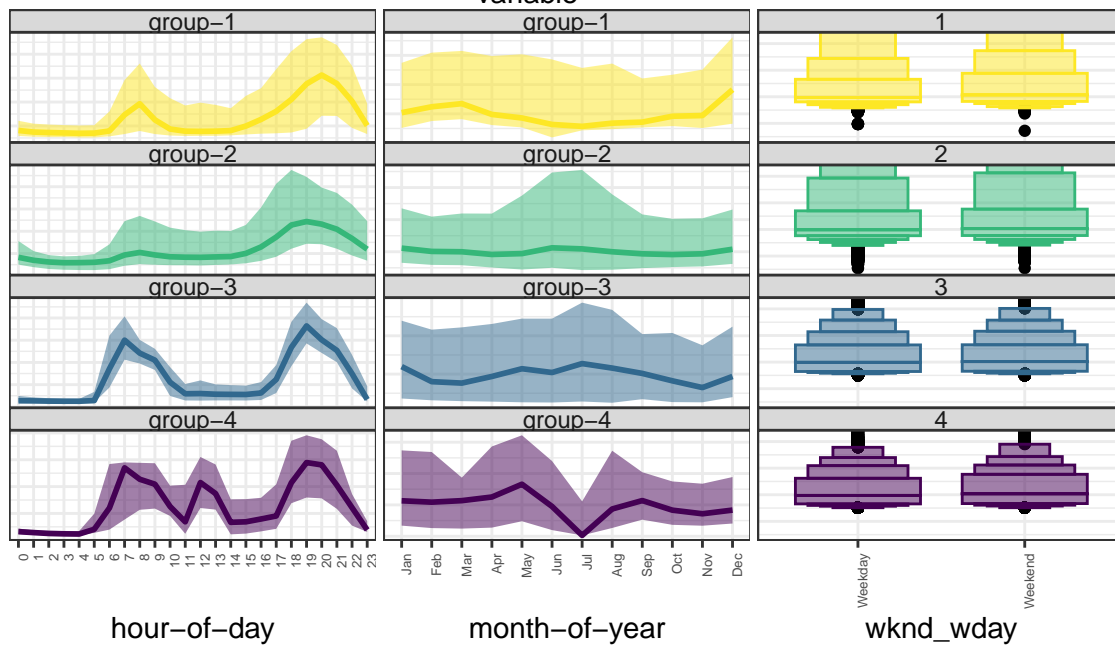 variable
group−1 group−1 1
group−2 group−2 2
group−3 group−3 3
group−4 group−4 4
0 1 2 3 4 5 6 7 8 9 10 11 12 13 14 15 16 17 18 19 20 21 22 23
Jan Feb Mar Apr May Jun Jul Aug Sep Oct Nov Dec
Weekday Weekend
hour−of−day month−of−year wknd_wday